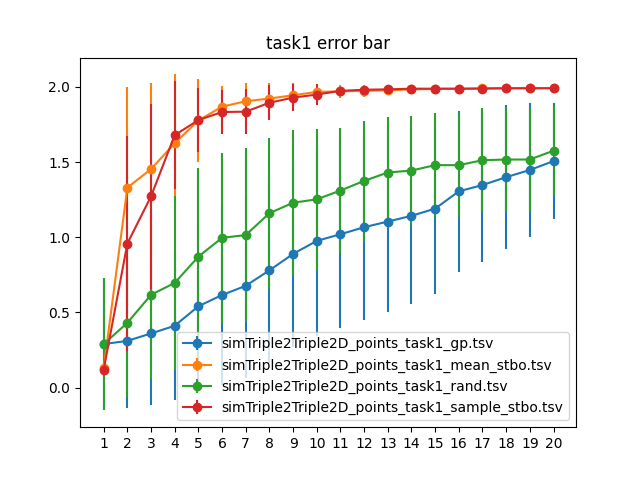 task1 error bar
2.0
1.5
1.0
0.5
0.0
simTriple2Triple2D_points_task1_gp.tsv
simTriple2Triple2D_points_task1_mean_stbo.tsv
simTriple2Triple2D_points_task1_rand.tsv
simTriple2Triple2D_points_task1_sample_stbo.tsv
1 2 3 4 5 6 7 8 9 10 11 12 13 14 15 16 17 18 19 20